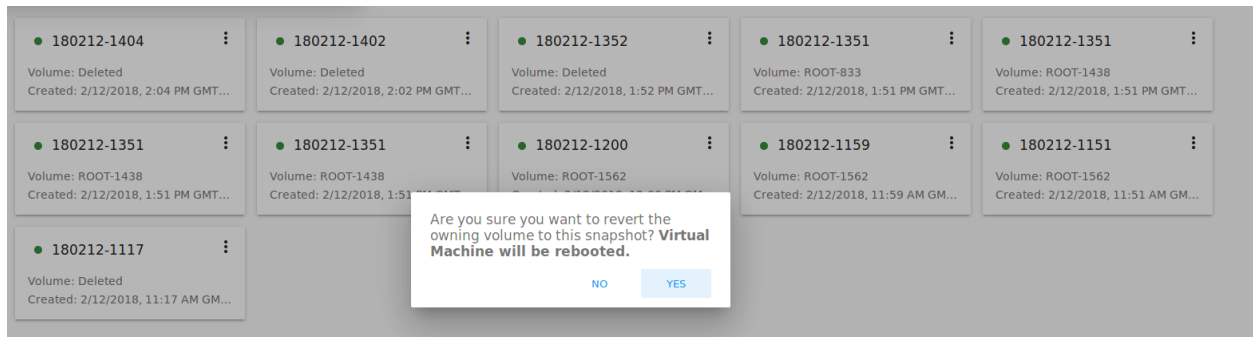 180212-1404
Volume: Deleted
Created: 2/12/2018, 2:04 PM GMT...
180212-1402
Volume: Deleted
Created: 2/12/2018, 2:02 PM GMT...
180212-1352
Volume: Deleted
Created: 2/12/2018, 1:52 PM GMT...
180212-1351
Volume: ROOT-833
Created: 2/12/2018, 1:51 PM GMT...
180212-1351
Volume: ROOT-1438
Created: 2/12/2018, 1:51 PM GMT...
180212-1351
Volume: ROOT-1438
Created: 2/12/2018, 1:51 PM GMT...
180212-1351
Volume: ROOT-1438
Created: 2/12/2018, 1:51
180212-1200
Volume: ROOT-1562
180212-1159
Volume: ROOT-1562
Created: 2/12/2018, 11:59 AM GM...
180212-1151
Volume: ROOT-1562
Created: 2/12/2018, 11:51 AM GM...
180212-1117
Volume: Deleted
Created: 2/12/2018, 11:17 AM GM...
Are you sure you want to revert the
owning volume to this snapshot? Virtual
Machine will be rebooted.
NO
YES